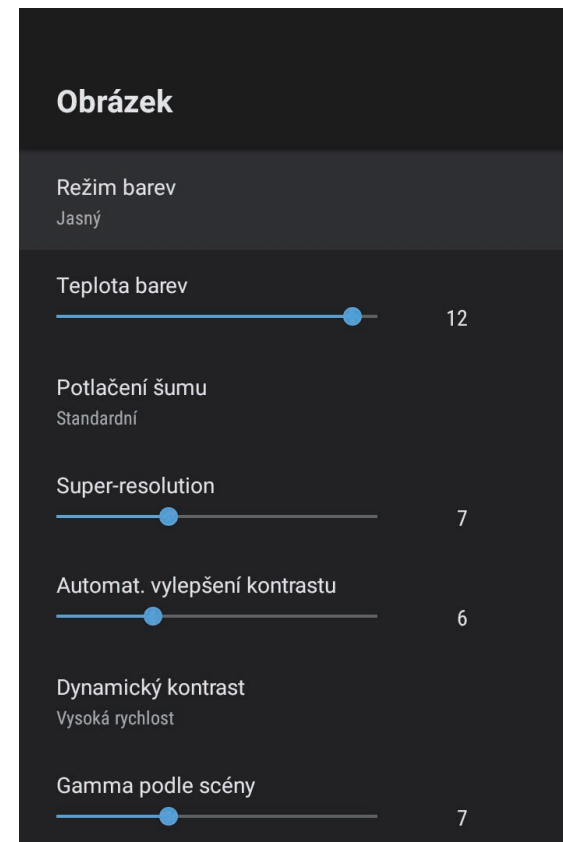 Obrázek
Režim barev
Jasný
Teplota barev
12
Potlačení šumu
Standardní
Super-resolution
7
Automat. vylepšení kontrastu
6
Dynamický kontrast
Vysoká rychlost
Gamma podle scény
7